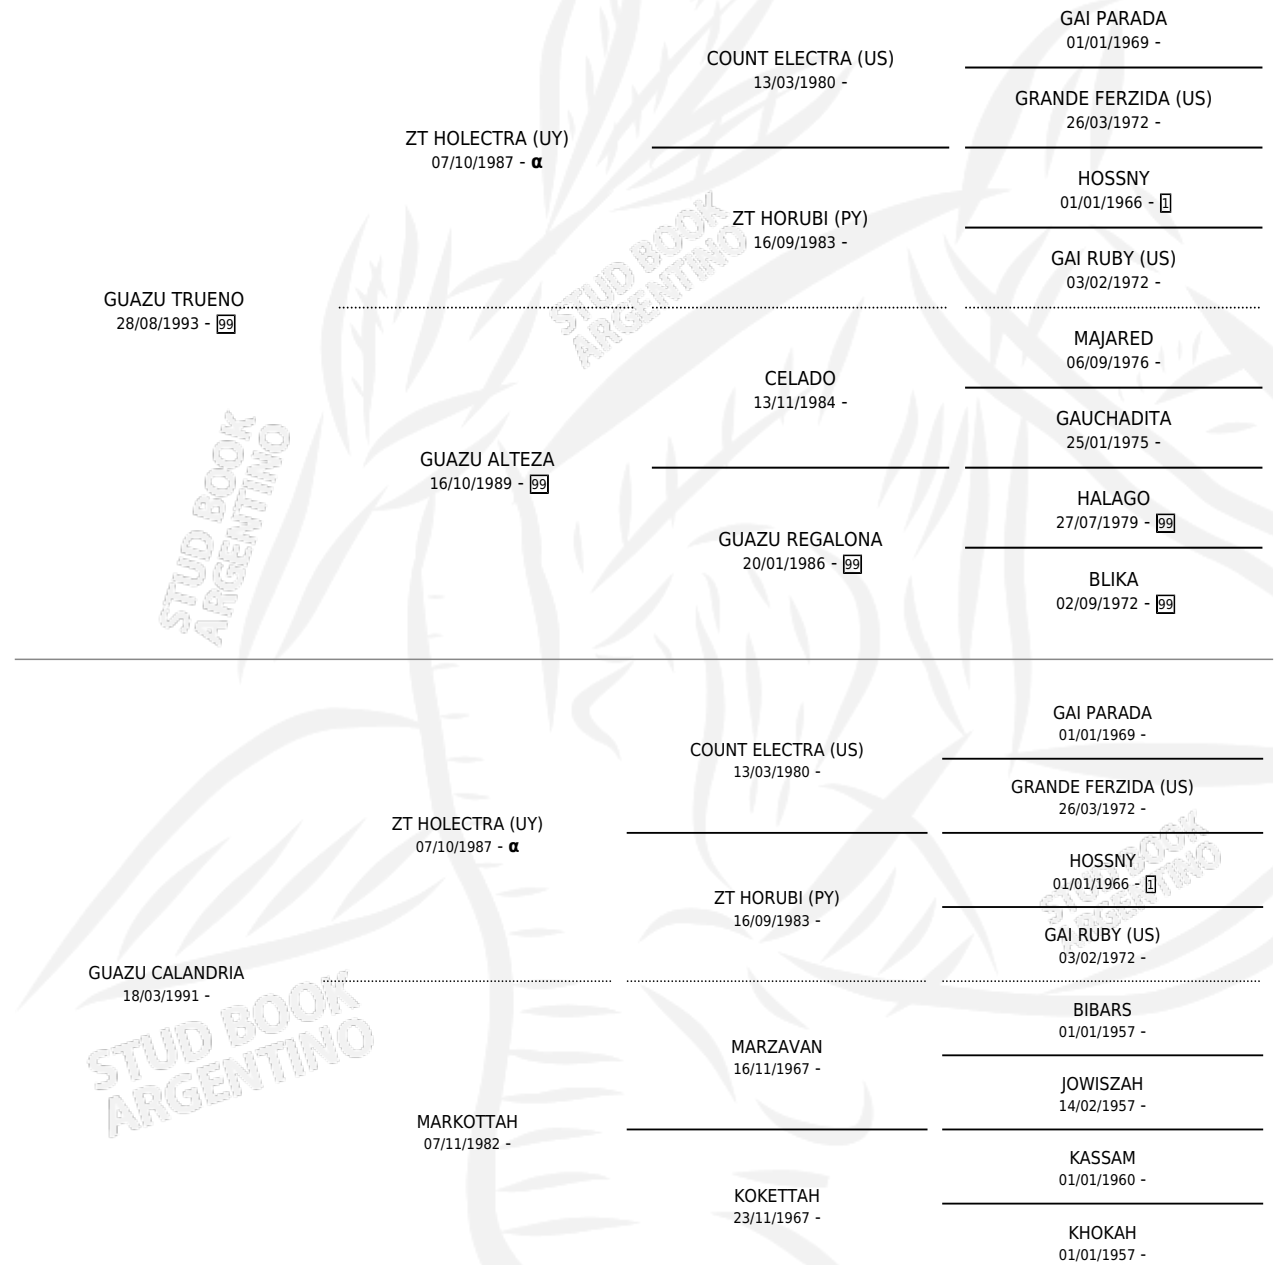 GAI PARADA
01/01/1969 -
COUNT ELECTRA (US)
13/03/1980 -
GRANDE FERZIDA (US)
26/03/1972 -
ZT HOLECTRA (UY)
07/10/1987 - α
HOSSNY
01/01/1966 - 1
ZT HORUBI (PY)
16/09/1983 -
GAI RUBY (US)
03/02/1972 -
STUD BOOK
ARGENTINO
GUAZU TRUENO
28/08/1993 - 99
MAJARED
06/09/1976 -
CELADO
13/11/1984 -
GAUCHADITA
25/01/1975 -
GUAZU ALTEZA
16/10/1989 - 99
HALAGO
27/07/1979 - 99
GUAZU REGALONA
20/01/1986 - 99
BLIKA
02/09/1972 - 99
STUD BOOK
ARGENTINO
GAI PARADA
01/01/1969 -
COUNT ELECTRA (US)
13/03/1980 -
GRANDE FERZIDA (US)
26/03/1972 -
ZT HOLECTRA (UY)
07/10/1987 - α
HOSSNY
01/01/1966 - 1
ZT HORUBI (PY)
16/09/1983 -
GAI RUBY (US)
03/02/1972 -
STUD BOOK
ARGENTINO
GUAZU CALANDRIA
18/03/1991 -
BIBARS
01/01/1957 -
MARZAVAN
16/11/1967 -
JOWISZAH
14/02/1957 -
STUD BOOK
ARGENTINO
MARKOTTAH
07/11/1982 -
KASSAM
01/01/1960 -
KOKETTAH
23/11/1967 -
KHOKAH
01/01/1957 -